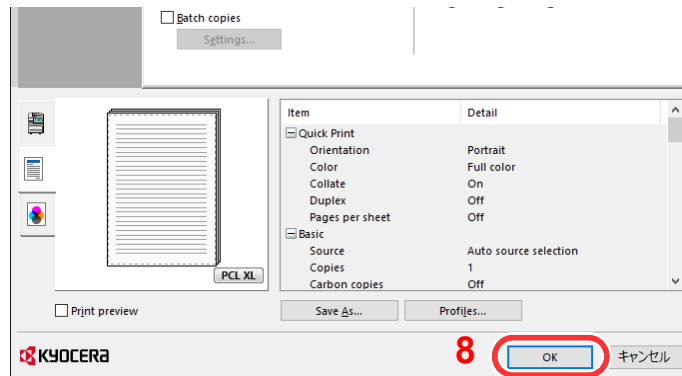 Batch copies
Settings...
Item Detail
Quick Print
Orientation Portrait
Color Full color
Collate On
Duplex Off
Pages per sheet Off
Basic
Source Auto source selection
Copies 1
Carbon copies Off
PCL XL
Print preview
Save As... Profiles...
KYOCERA
8 OK キャンセル